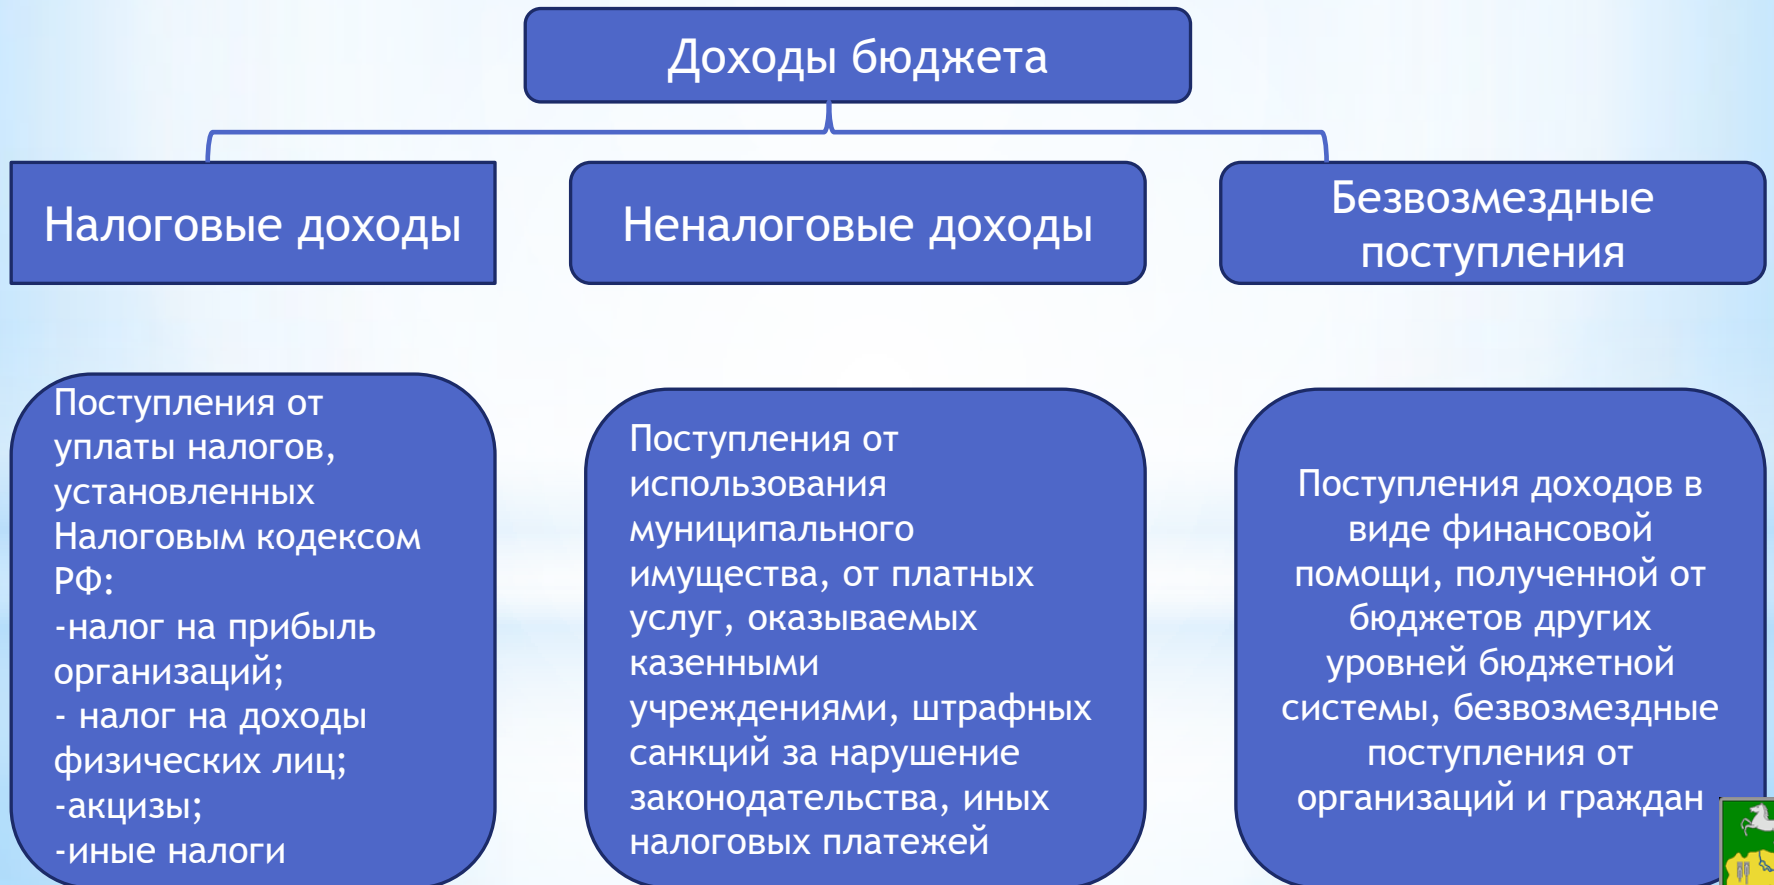 Доходы бюджета
Налоговые доходы
Неналоговые доходы
Безвозмездные
поступления
Поступления от
уплаты налогов,
установленных
Налоговым кодексом
РФ:
-налог на прибыль
организаций;
- налог на доходы
физических лиц;
-акцизы;
-иные налоги
Поступления от
использования
муниципального
имущества, от платных
услуг, оказываемых
казенными
учреждениями, штрафных
санкций за нарушение
законодательства, иных
налоговых платежей
Поступления доходов в
виде финансовой
помощи, полученной от
бюджетов других
уровней бюджетной
системы, безвозмездные
поступления от
организаций и граждан